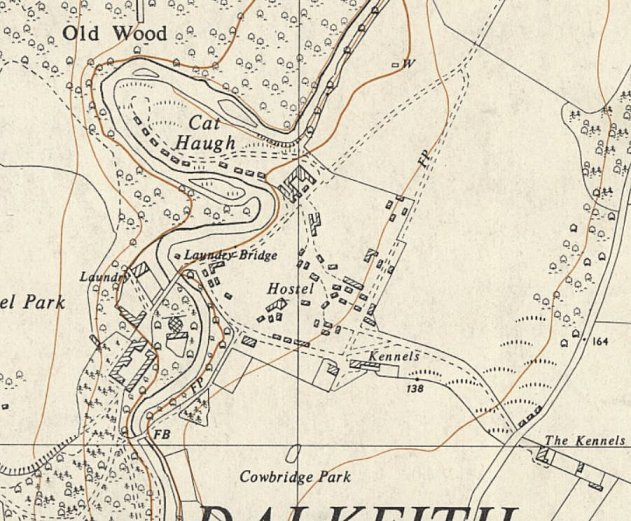 Old Wood
W
Cat
Haugh
FP
Laundry Bridge
Laundry
Hostel
el Park
164
Kennels
138
FP
FB
The Kennels
Cowbridge Park
DALKEITH